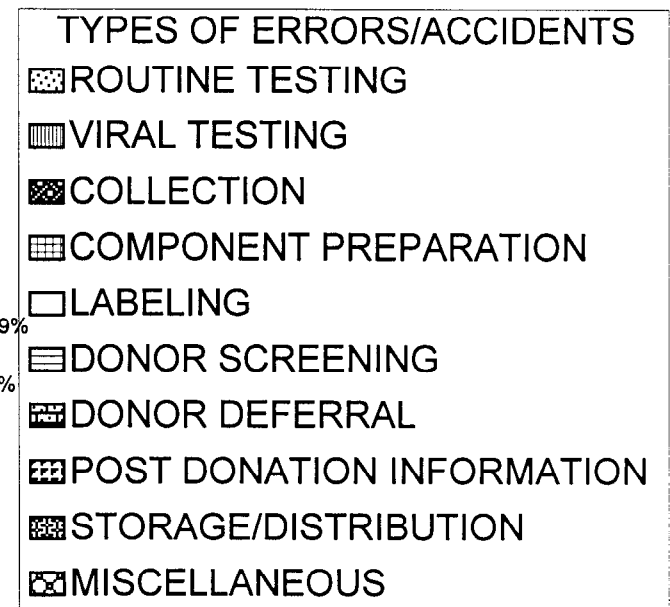 TYPES OF ERRORS/ACCIDENTS
ROUTINE TESTING
VIRAL TESTING
COLLECTION
COMPONENT PREPARATION
LABELING
9%
DONOR SCREENING
%
DONOR DEFERRAL
POST DONATION INFORMATION
STORAGE/DISTRIBUTION
MISCELLANEOUS